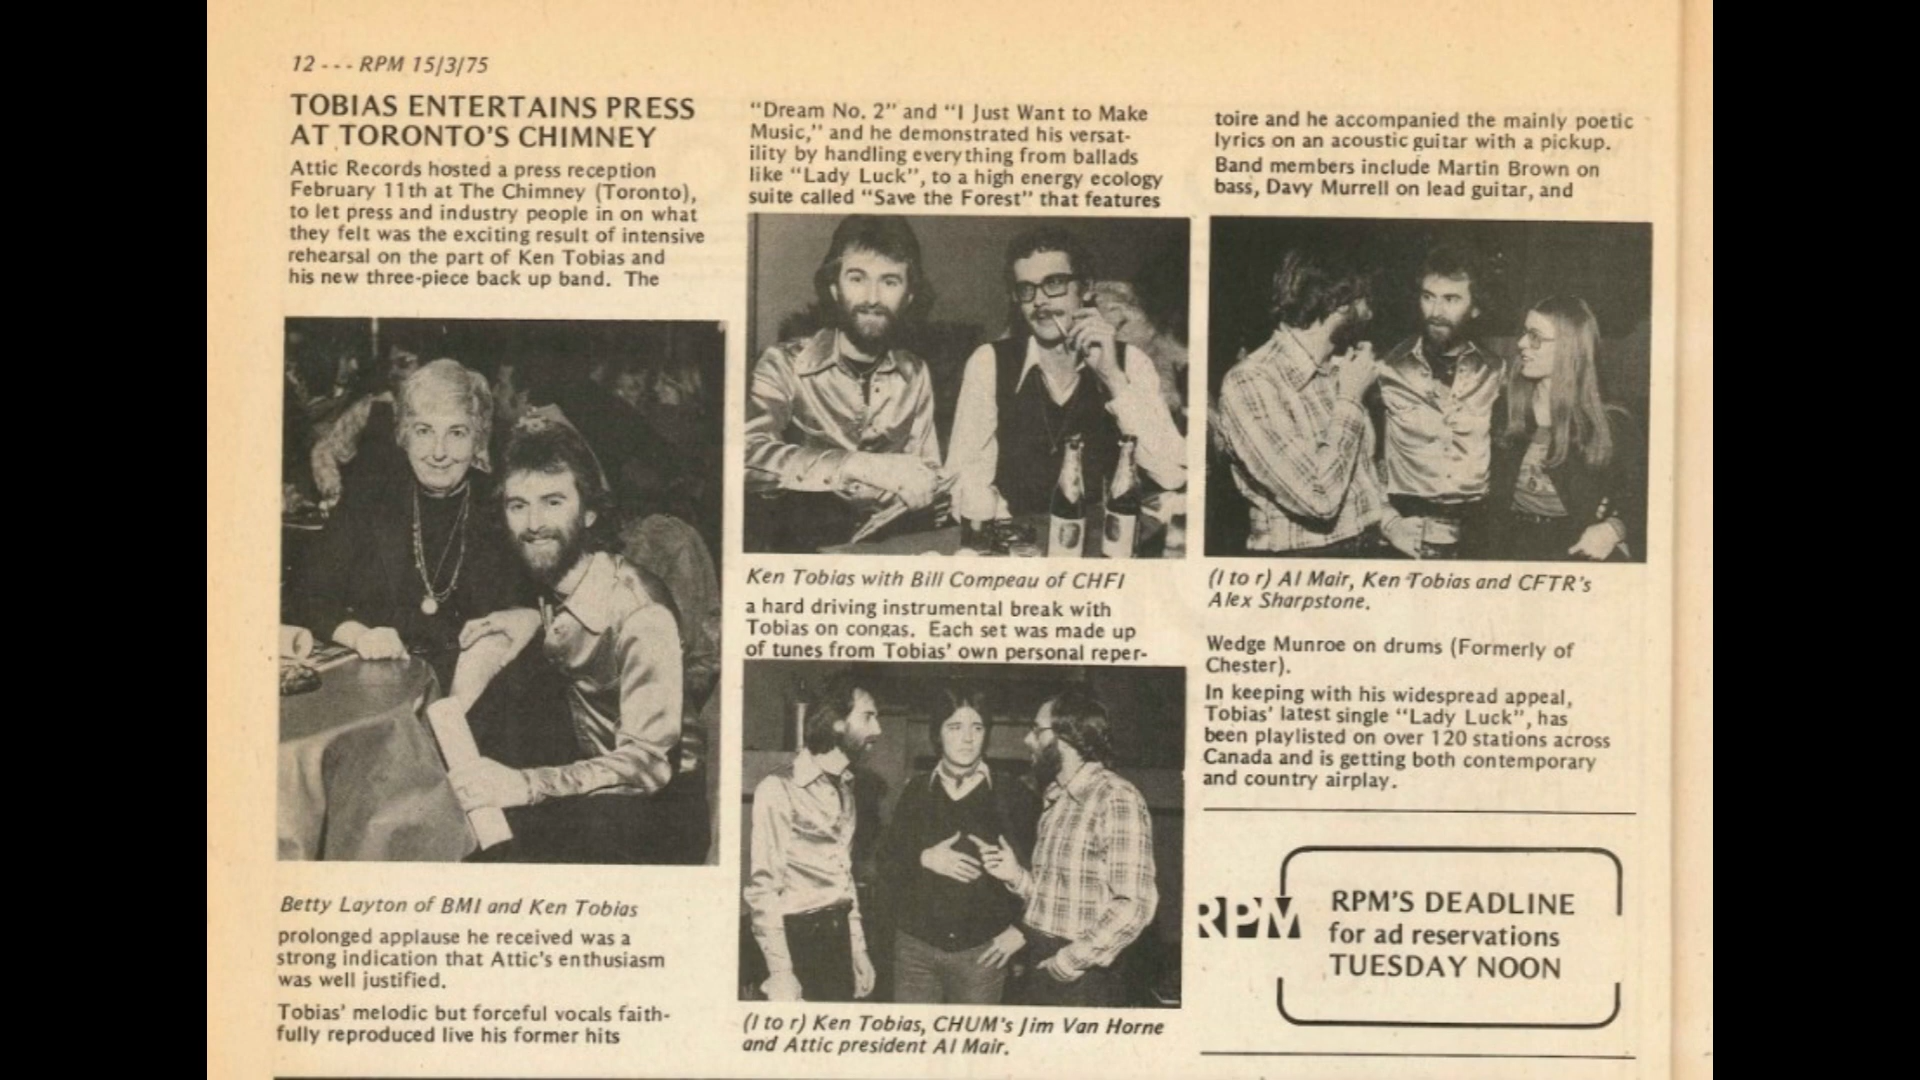 12 --- RPM 15/3/75
TOBIAS ENTERTAINS PRESS
AT TORONTO'S CHIMNEY
Attic Records hosted a press reception
February 11th at The Chimney (Toronto),
to let press and industry people in on what
they felt was the exciting result of intensive
rehearsal on the part of Ken Tobias and
his new three-piece back up band. The
Betty Layton of BMI and Ken Tobias
prolonged applause he received was a
strong indication that Attic's enthusiasm
was well justified.
Tobias' melodic but forceful vocals faith-
fully reproduced live his former hits
"Dream No. 2" and "I Just Want to Make
Music," and he demonstrated his versat-
ility by handling everything from ballads
like "Lady Luck", to a high energy ecology
suite called "Save the Forest" that features
Ken Tobias with Bill Compeau of CHFI
a hard driving instrumental break with
Tobias on congas. Each set was made up
of tunes from Tobias' own personal reper-
(l to r) Ken Tobias, CHUM's Jim Van Horne
and Attic president Al Mair.
toire and he accompanied the mainly poetic
lyrics on an acoustic guitar with a pickup.
Band members include Martin Brown on
bass, Davy Murrell on lead guitar, and
(l to r) Al Mair, Ken Tobias and CFTR's
Alex Sharpstone.
Wedge Munroe on drums (Formerly of
Chester).
In keeping with his widespread appeal,
Tobias' latest single "Lady Luck", has
been playlisted on over 120 stations across
Canada and is getting both contemporary
and country airplay.
RPM
RPM'S DEADLINE
for ad reservations
TUESDAY NOON